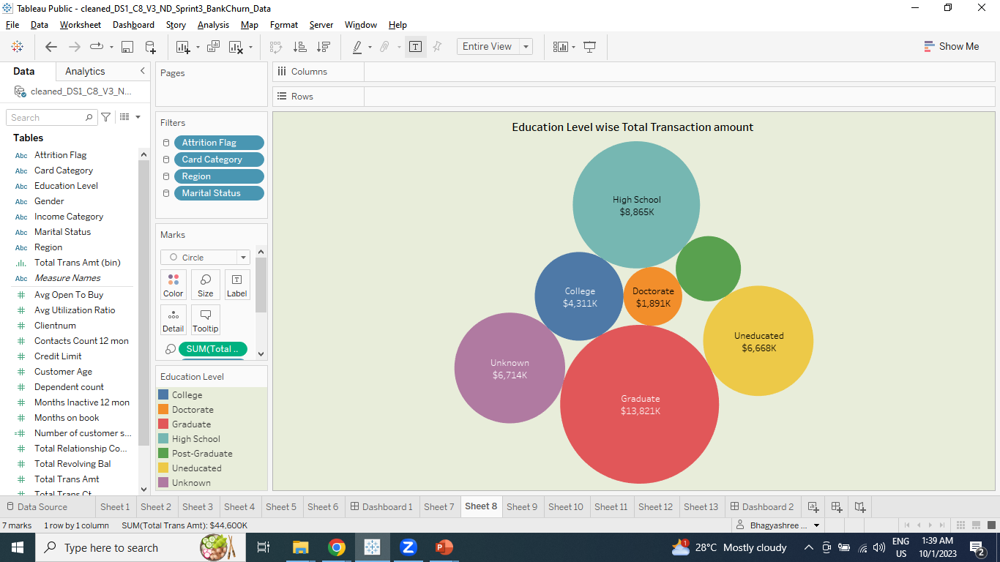 Tableau Public - cleaned_DS1_C8_V3_ND_Sprint3_BankChurn_Data
File Data Worksheet Dashboard Story Analysis Map Format Server Window Help
Entire View
Show Me
Data Analytics
cleaned_DS1_C8_V3_N...
Search
Tables
Abc Attrition Flag
Abc Card Category
Abc Education Level
Abc Gender
Abc Income Category
Abc Marital Status
Abc Region
Total Trans Amt (bin)
Abc Measure Names
# Avg Open To Buy
# Avg Utilization Ratio
# Clientnum
# Contacts Count 12 mon
# Credit Limit
# Customer Age
# Dependent count
# Months Inactive 12 mon
# Months on book
=# Number of customer s...
# Total Relationship Co...
# Total Revolving Bal
# Total Trans Amt
# Total Trans Ct
Pages
Filters
Attrition Flag
Card Category
Region
Marital Status
Marks
Circle
Color Size Label
Detail Tooltip
SUM(Total ..
Education Level
College
Doctorate
Graduate
High School
Post-Graduate
Uneducated
Unknown
Columns
Rows
Education Level wise Total Transaction amount
High School
$8,865K
College
$4,311K
Doctorate
$1,891K
Uneducated
$6,668K
Unknown
$6,714K
Graduate
$13,821K
Data Source Sheet 1 Sheet 2 Sheet 3 Sheet 4 Sheet 5 Sheet 6 Dashboard 1 Sheet 7 Sheet 8 Sheet 9 Sheet 10 Sheet 11 Sheet 12 Sheet 13 Dashboard 2
7 marks 1 row by 1 column SUM(Total Trans Amt): $44,600K
Bhagyashree ...
Type here to search
1
28°C Mostly cloudy
ENG
US
1:39 AM
10/1/2023
2